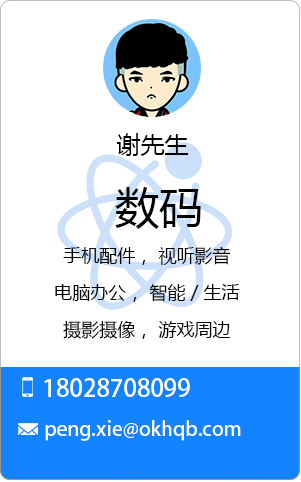 谢先生
数码
手机配件，视听影音
电脑办公，智能 / 生活
摄影摄像，游戏周边
18028708099
peng.xie@okhqb.com